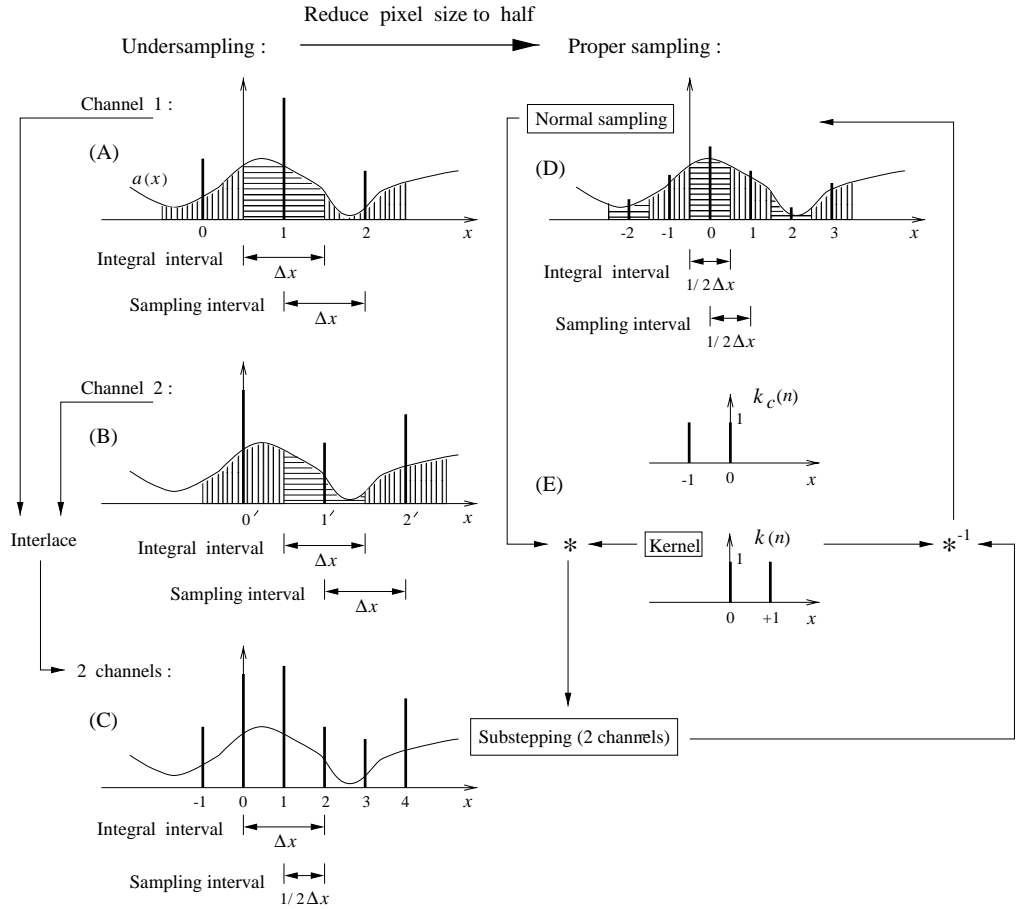 Reduce pixel size to half
Undersampling :
Proper sampling :
Channel 1 :
(A)
a(x)
0 1 2 x
Integral interval
Δx
Sampling interval
Δx
Normal sampling
(D)
-2 -1 0 1 2 3 x
Integral interval
1/2Δx
Sampling interval
1/2Δx
Channel 2 :
(B)
0′ 1′ 2′ x
Integral interval
Δx
Sampling interval
Δx
Interlace
k_c(n)
1
-1 0 x
(E)
*
Kernel
k(n)
1
0 +1 x
*-1
2 channels :
(C)
-1 0 1 2 3 4 x
Integral interval
Δx
Sampling interval
1/2Δx
Substepping (2 channels)